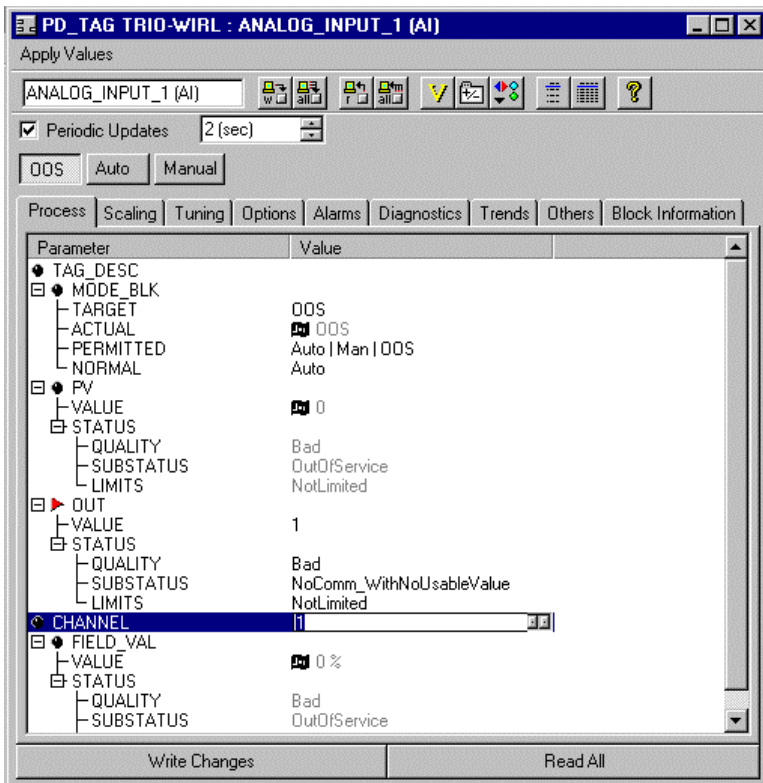 PD_TAG TRIO-WIRL : ANALOG_INPUT_1 (AI)
Apply Values
ANALOG_INPUT_1 (AI) w all r all ?
Periodic Updates 2 (sec)
OOS Auto Manual
Process Scaling Tuning Options Alarms Diagnostics Trends Others Block Information
Parameter Value
TAG_DESC
MODE_BLK
TARGET OOS
ACTUAL OOS
PERMITTED Auto | Man | OOS
NORMAL Auto
PV
VALUE 0
STATUS
QUALITY Bad
SUBSTATUS OutOfService
LIMITS NotLimited
OUT
VALUE 1
STATUS
QUALITY Bad
SUBSTATUS NoComm_WithNoUsableValue
LIMITS NotLimited
CHANNEL 1
FIELD_VAL
VALUE 0 %
STATUS
QUALITY Bad
SUBSTATUS OutOfService
Write Changes Read All